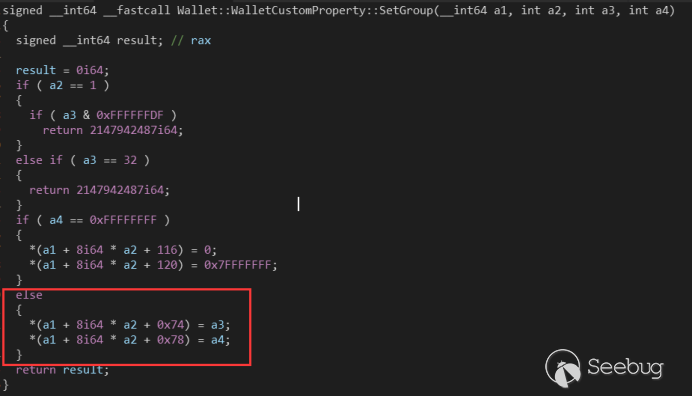 signed __int64 __fastcall Wallet::WalletCustomProperty::SetGroup(__int64 a1, int a2, int a3, int a4)
{
  signed __int64 result; // rax

  result = 0i64;
  if ( a2 == 1 )
  {
    if ( a3 & 0xFFFFFFDF )
      return 2147942487i64;
  }
  else if ( a3 == 32 )
  {
    return 2147942487i64;
  }
  if ( a4 == 0xFFFFFFFF )
  {
    *(a1 + 8i64 * a2 + 116) = 0;
    *(a1 + 8i64 * a2 + 120) = 0x7FFFFFFF;
  }
  else
  {
    *(a1 + 8i64 * a2 + 0x74) = a3;
    *(a1 + 8i64 * a2 + 0x78) = a4;
  }
  return result;
}
Seebug